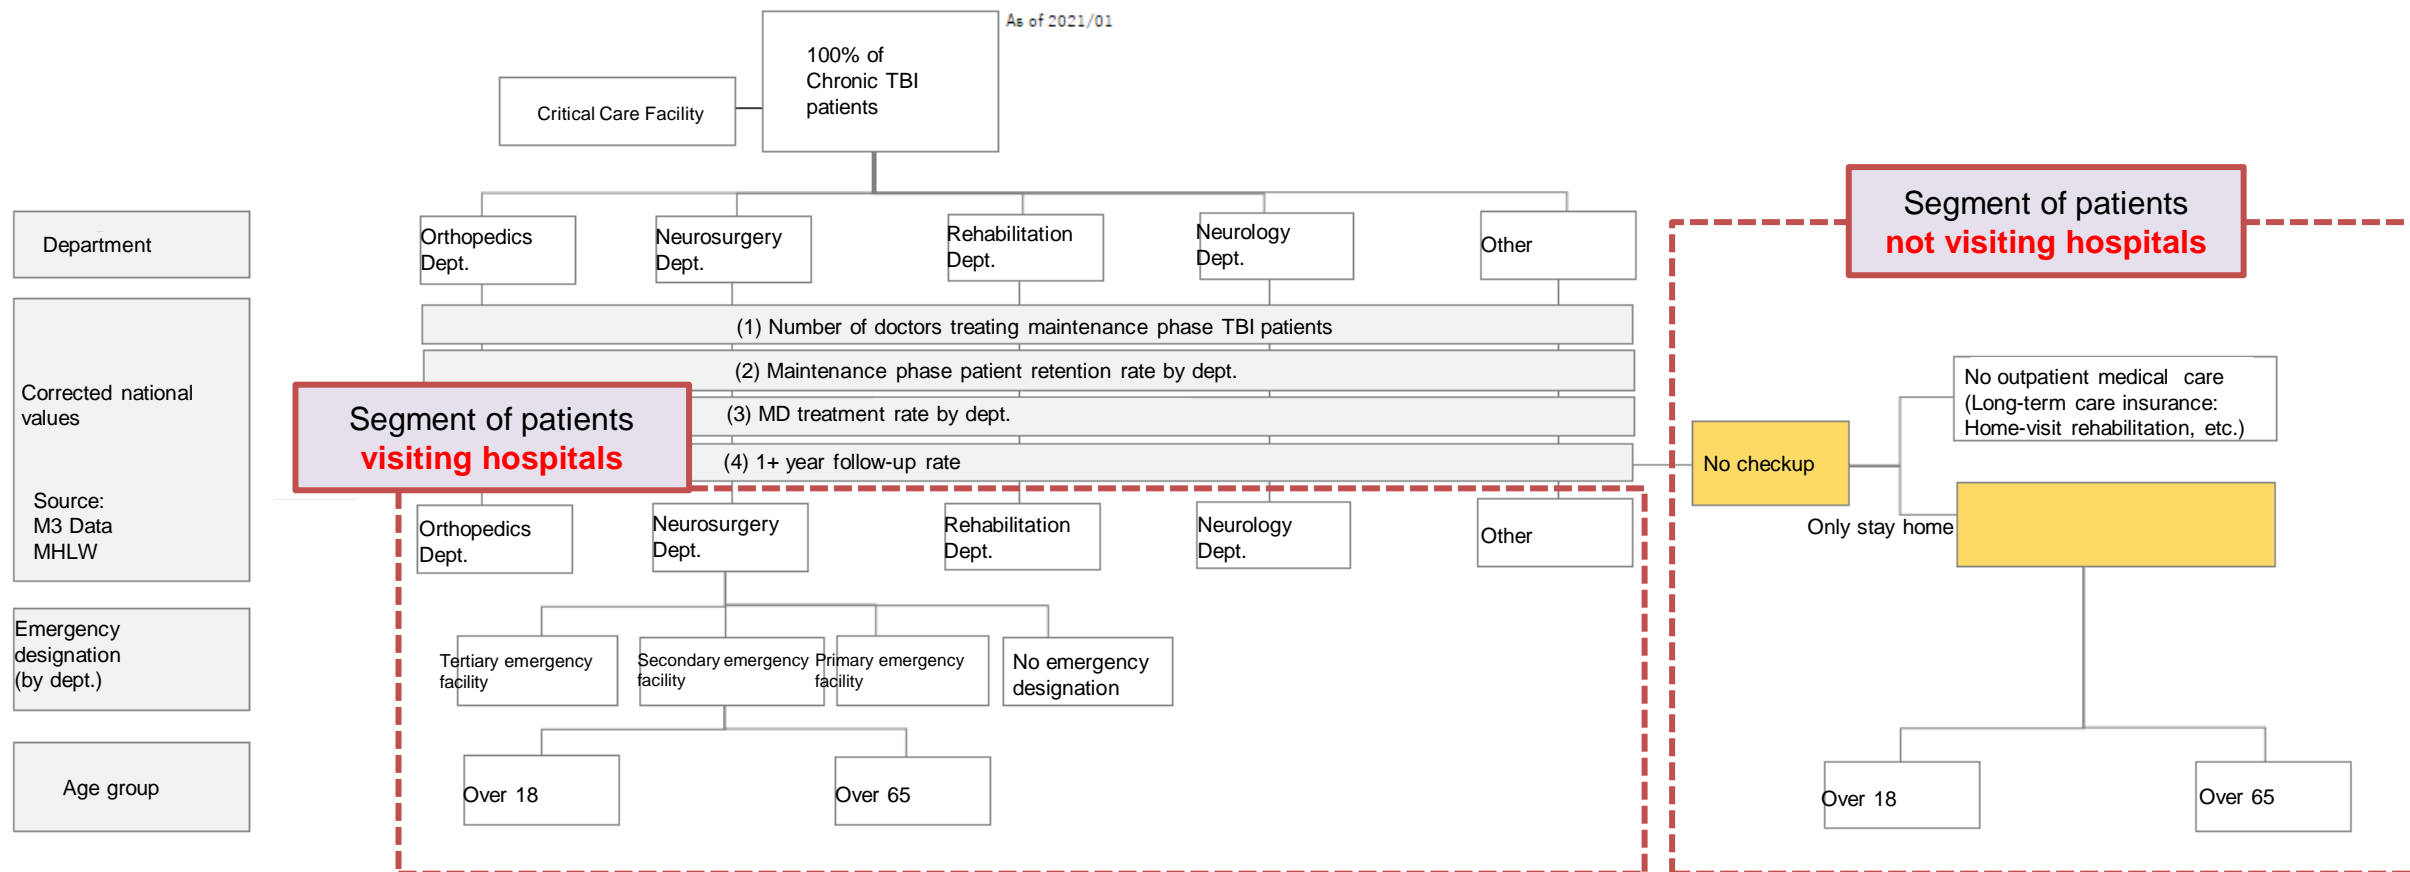 As of 2021/01
100% of
Chronic TBI
patients
Critical Care Facility
Segment of patients
not visiting hospitals
Department
Orthopedics
Dept.
Neurosurgery
Dept.
Rehabilitation
Dept.
Neurology
Dept.
Other
(1) Number of doctors treating maintenance phase TBI patients
(2) Maintenance phase patient retention rate by dept.
(3) MD treatment rate by dept.
(4) 1+ year follow-up rate
Corrected national
values
Source:
M3 Data
MHLW
Segment of patients
visiting hospitals
No checkup
No outpatient medical care
(Long-term care insurance:
Home-visit rehabilitation, etc.)
Only stay home
Orthopedics
Dept.
Neurosurgery
Dept.
Rehabilitation
Dept.
Neurology
Dept.
Other
Emergency
designation
(by dept.)
Tertiary emergency
facility
Secondary emergency
facility
Primary emergency
facility
No emergency
designation
Age group
Over 18
Over 65
Over 18
Over 65